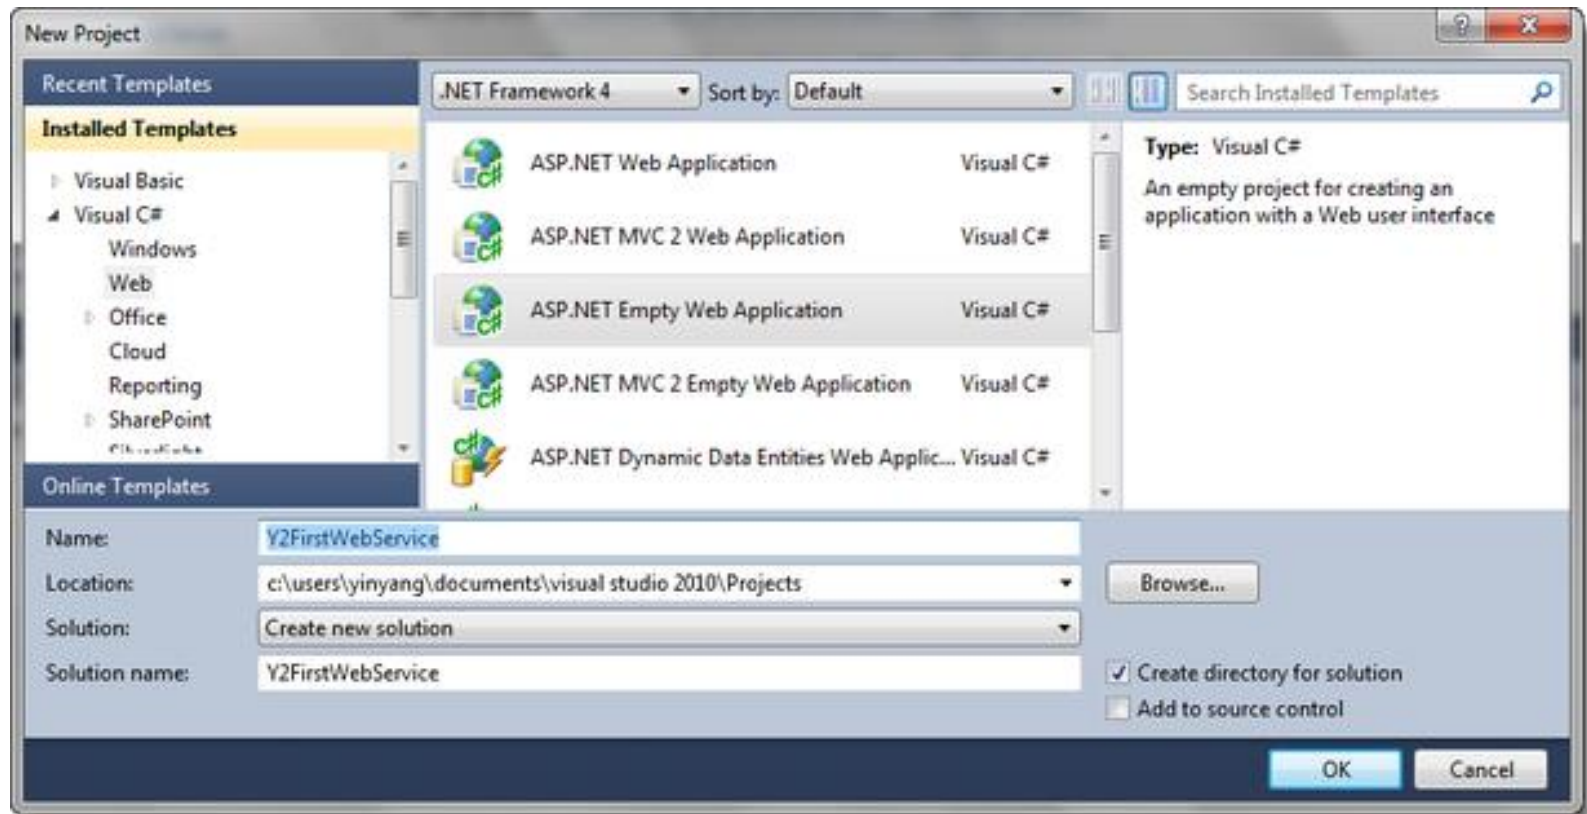 New Project
Recent Templates
.NET Framework 4 Sort by: Default Search Installed Templates
Installed Templates
Visual Basic
Visual C#
Windows
Web
Office
Cloud
Reporting
SharePoint
Online Templates
ASP.NET Web Application Visual C#
ASP.NET MVC 2 Web Application Visual C#
ASP.NET Empty Web Application Visual C#
ASP.NET MVC 2 Empty Web Application Visual C#
ASP.NET Dynamic Data Entities Web Applic... Visual C#
Type: Visual C#
An empty project for creating an
application with a Web user interface
Name: Y2FirstWebService
Location: c:\users\yinyang\documents\visual studio 2010\Projects Browse...
Solution: Create new solution
Solution name: Y2FirstWebService
Create directory for solution
Add to source control
OK Cancel